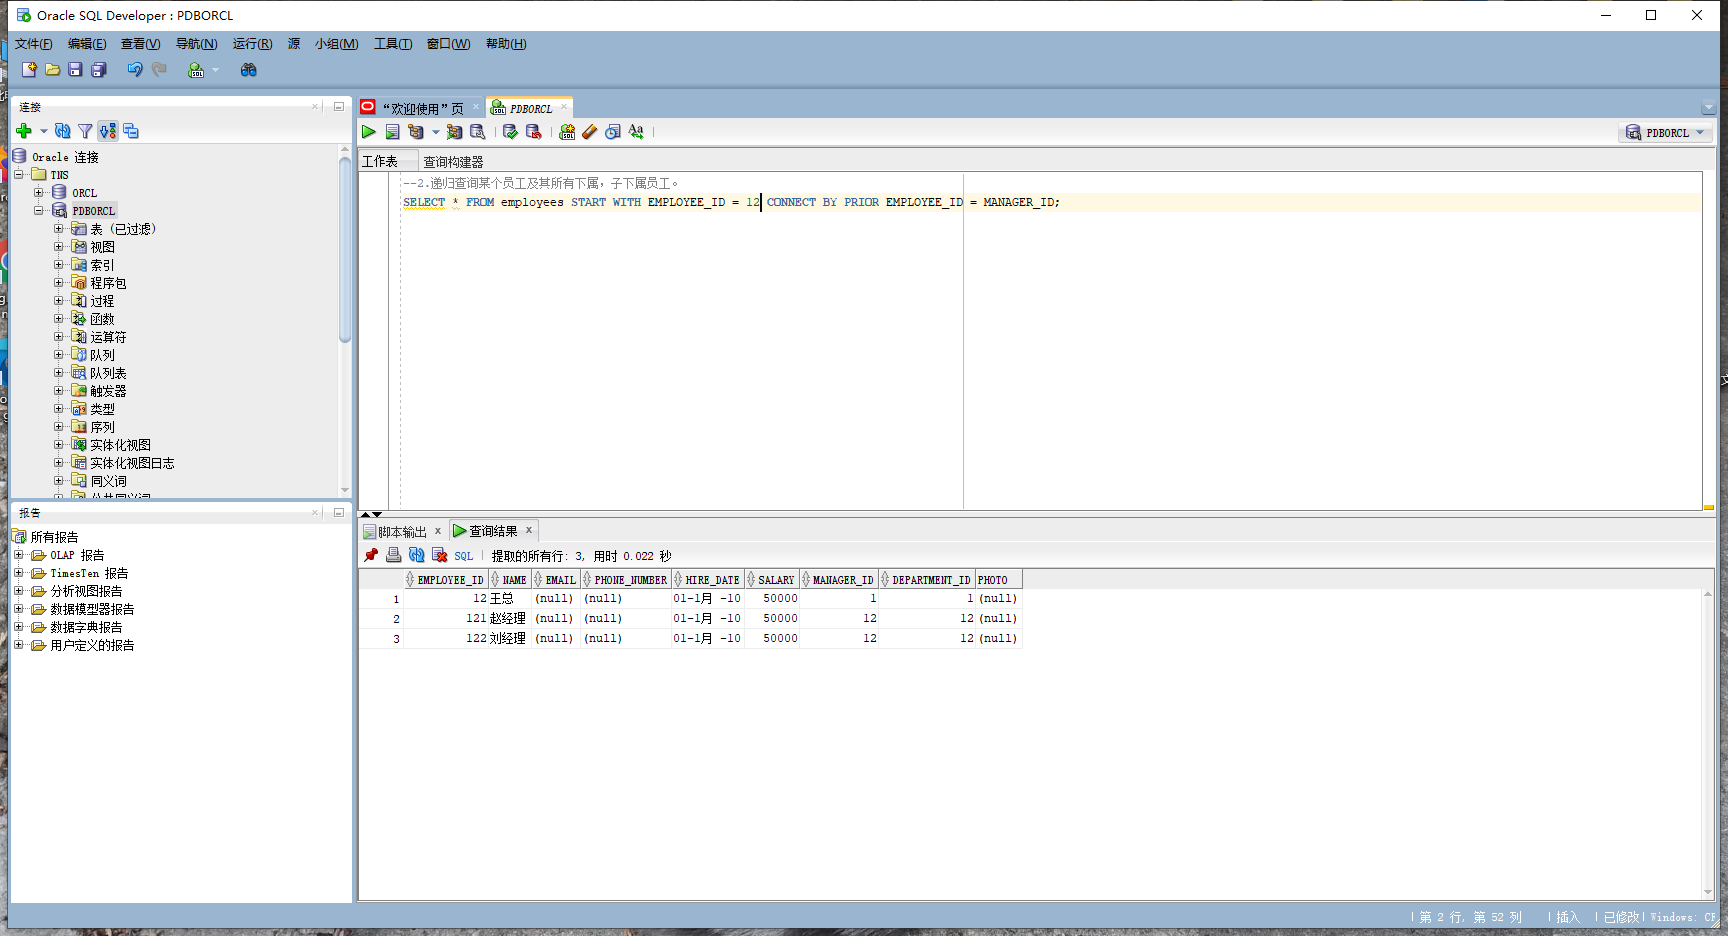 Oracle SQL Developer : PDBORCL
文件(F) 编辑(E) 查看(V) 导航(N) 运行(R) 源 小组(M) 工具(T) 窗口(W) 帮助(H)
连接
Oracle 连接
TNS
ORCL
PDBORCL
表 (已过滤)
视图
索引
程序包
过程
函数
运算符
队列
队列表
触发器
类型
序列
实体化视图
实体化视图日志
同义词
公共同义词
报告
所有报告
OLAP 报告
TimesTen 报告
分析视图报告
数据模型器报告
数据字典报告
用户定义的报告
“欢迎使用”页 PDBORCL
PDBORCL
工作表 查询构建器
--2.递归查询某个员工及其所有下属，子下属员工。
SELECT * FROM employees START WITH EMPLOYEE_ID = 12 CONNECT BY PRIOR EMPLOYEE_ID = MANAGER_ID;
脚本输出 查询结果
SQL 提取的所有行: 3, 用时 0.022 秒
EMPLOYEE_ID NAME EMAIL PHONE_NUMBER HIRE_DATE SALARY MANAGER_ID DEPARTMENT_ID PHOTO
1 12 王总 (null) (null) 01-1月 -10 50000 1 1 (null)
2 121 赵经理 (null) (null) 01-1月 -10 50000 12 12 (null)
3 122 刘经理 (null) (null) 01-1月 -10 50000 12 12 (null)
第 2 行, 第 52 列 插入 已修改 Windows: CR